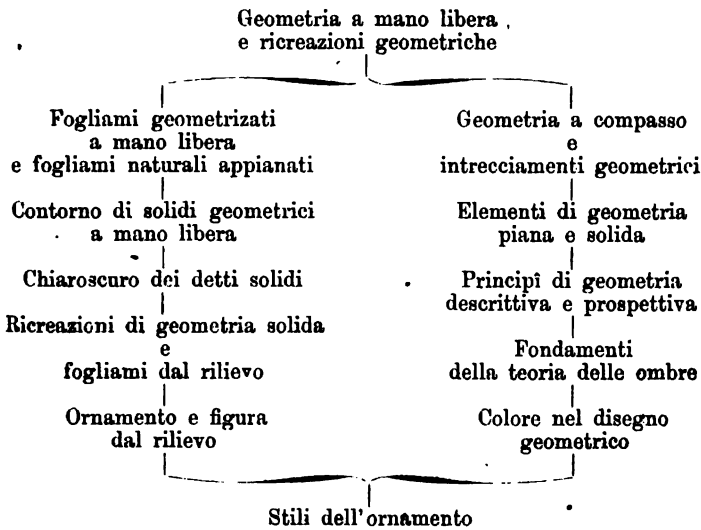 Geometria a mano libera
e ricreazioni geometriche
Fogliami geometrizati
a mano libera
e fogliami naturali appianati
Contorno di solidi geometrici
a mano libera
Chiaroscuro dei detti solidi
Ricreazioni di geometria solida
e
fogliami dal rilievo
Ornamento e figura
dal rilievo
Geometria a compasso
e
intrecciamenti geometrici
Elementi di geometria
piana e solida
Principî di geometria
descrittiva e prospettiva
Fondamenti
della teoria delle ombre
Colore nel disegno
geometrico
Stili dell'ornamento